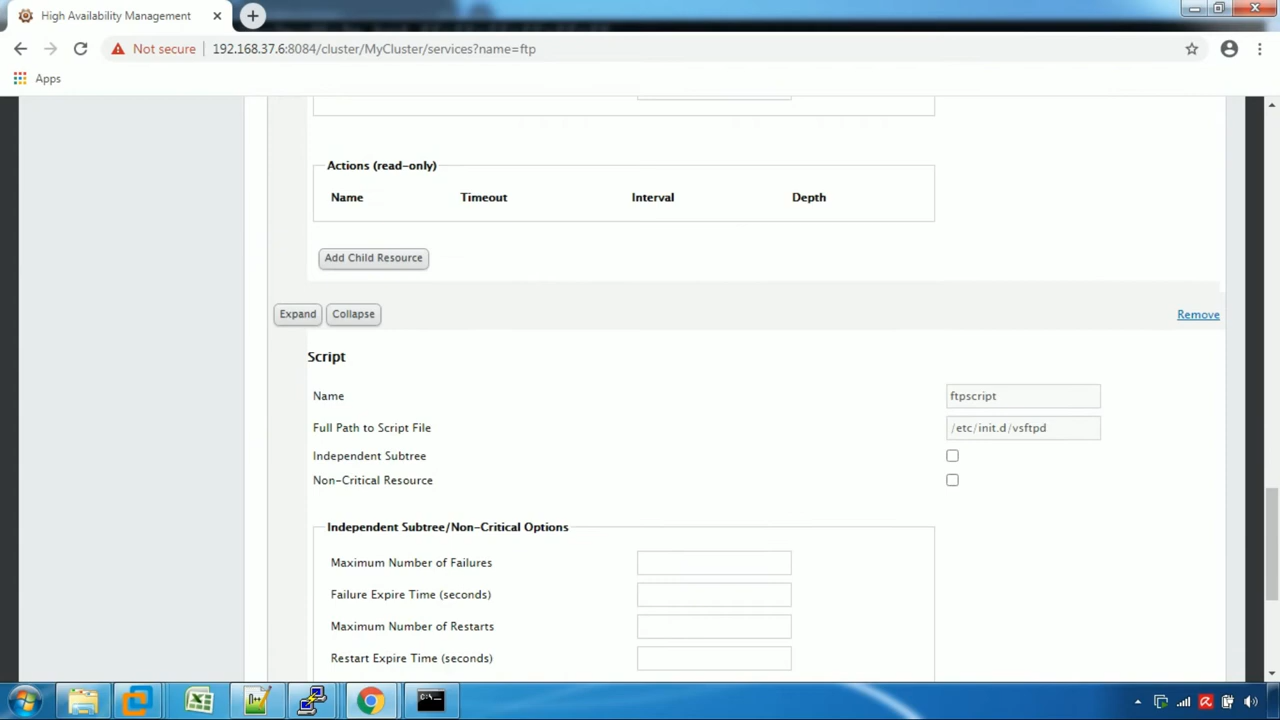 High Availability Management
Not secure
192.168.37.6:8084/cluster/MyCluster/services?name=ftp
Apps
Actions (read-only)
Name Timeout Interval Depth
Add Child Resource
Expand Collapse Remove
Script
Name ftpscript
Full Path to Script File /etc/init.d/vsftpd
Independent Subtree
Non-Critical Resource
Independent Subtree/Non-Critical Options
Maximum Number of Failures
Failure Expire Time (seconds)
Maximum Number of Restarts
Restart Expire Time (seconds)